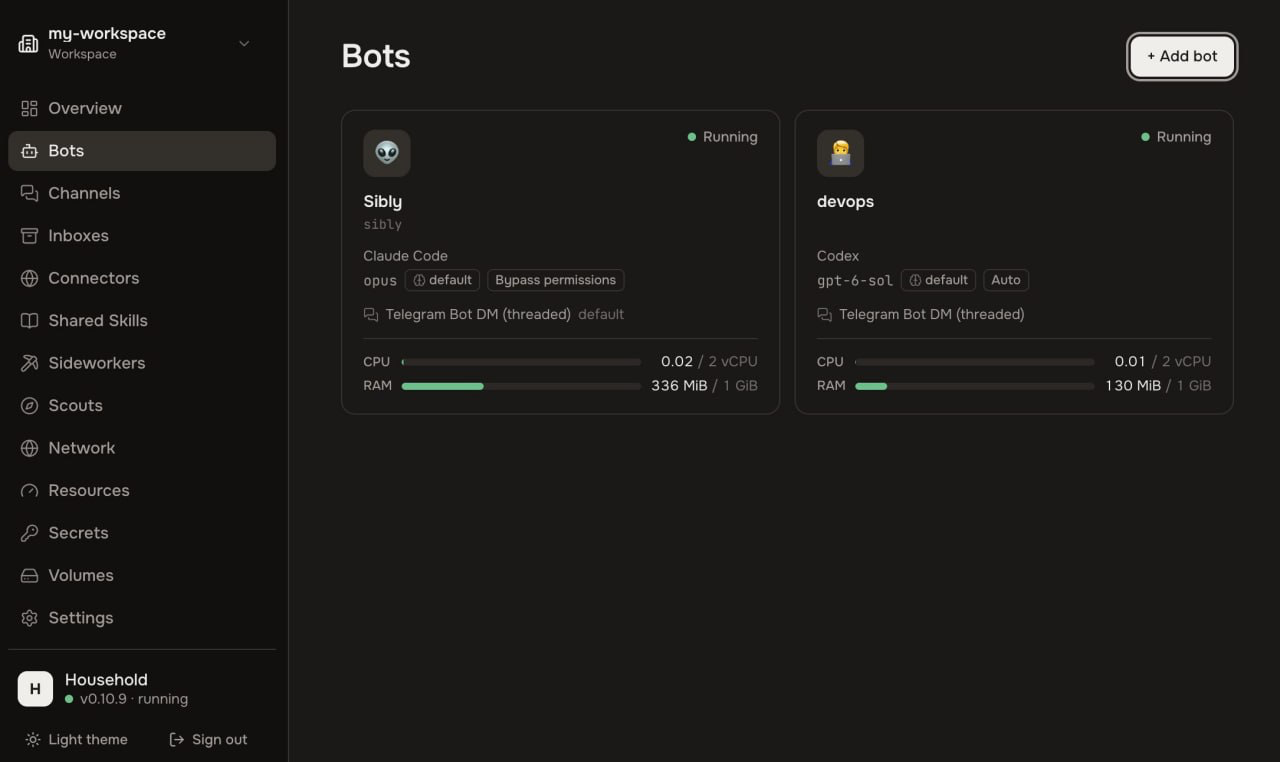 my-workspace
Workspace
Overview
Bots
Channels
Inboxes
Connectors
Shared Skills
Sideworkers
Scouts
Network
Resources
Secrets
Volumes
Settings
H
Household
v0.10.9 · running
Light theme
Sign out
Bots
+ Add bot
Running
Sibly
sibly
Claude Code
opus default Bypass permissions
Telegram Bot DM (threaded) default
CPU 0.02 / 2 vCPU
RAM 336 MiB / 1 GiB
Running
devops
Codex
gpt-6-sol default Auto
Telegram Bot DM (threaded)
CPU 0.01 / 2 vCPU
RAM 130 MiB / 1 GiB